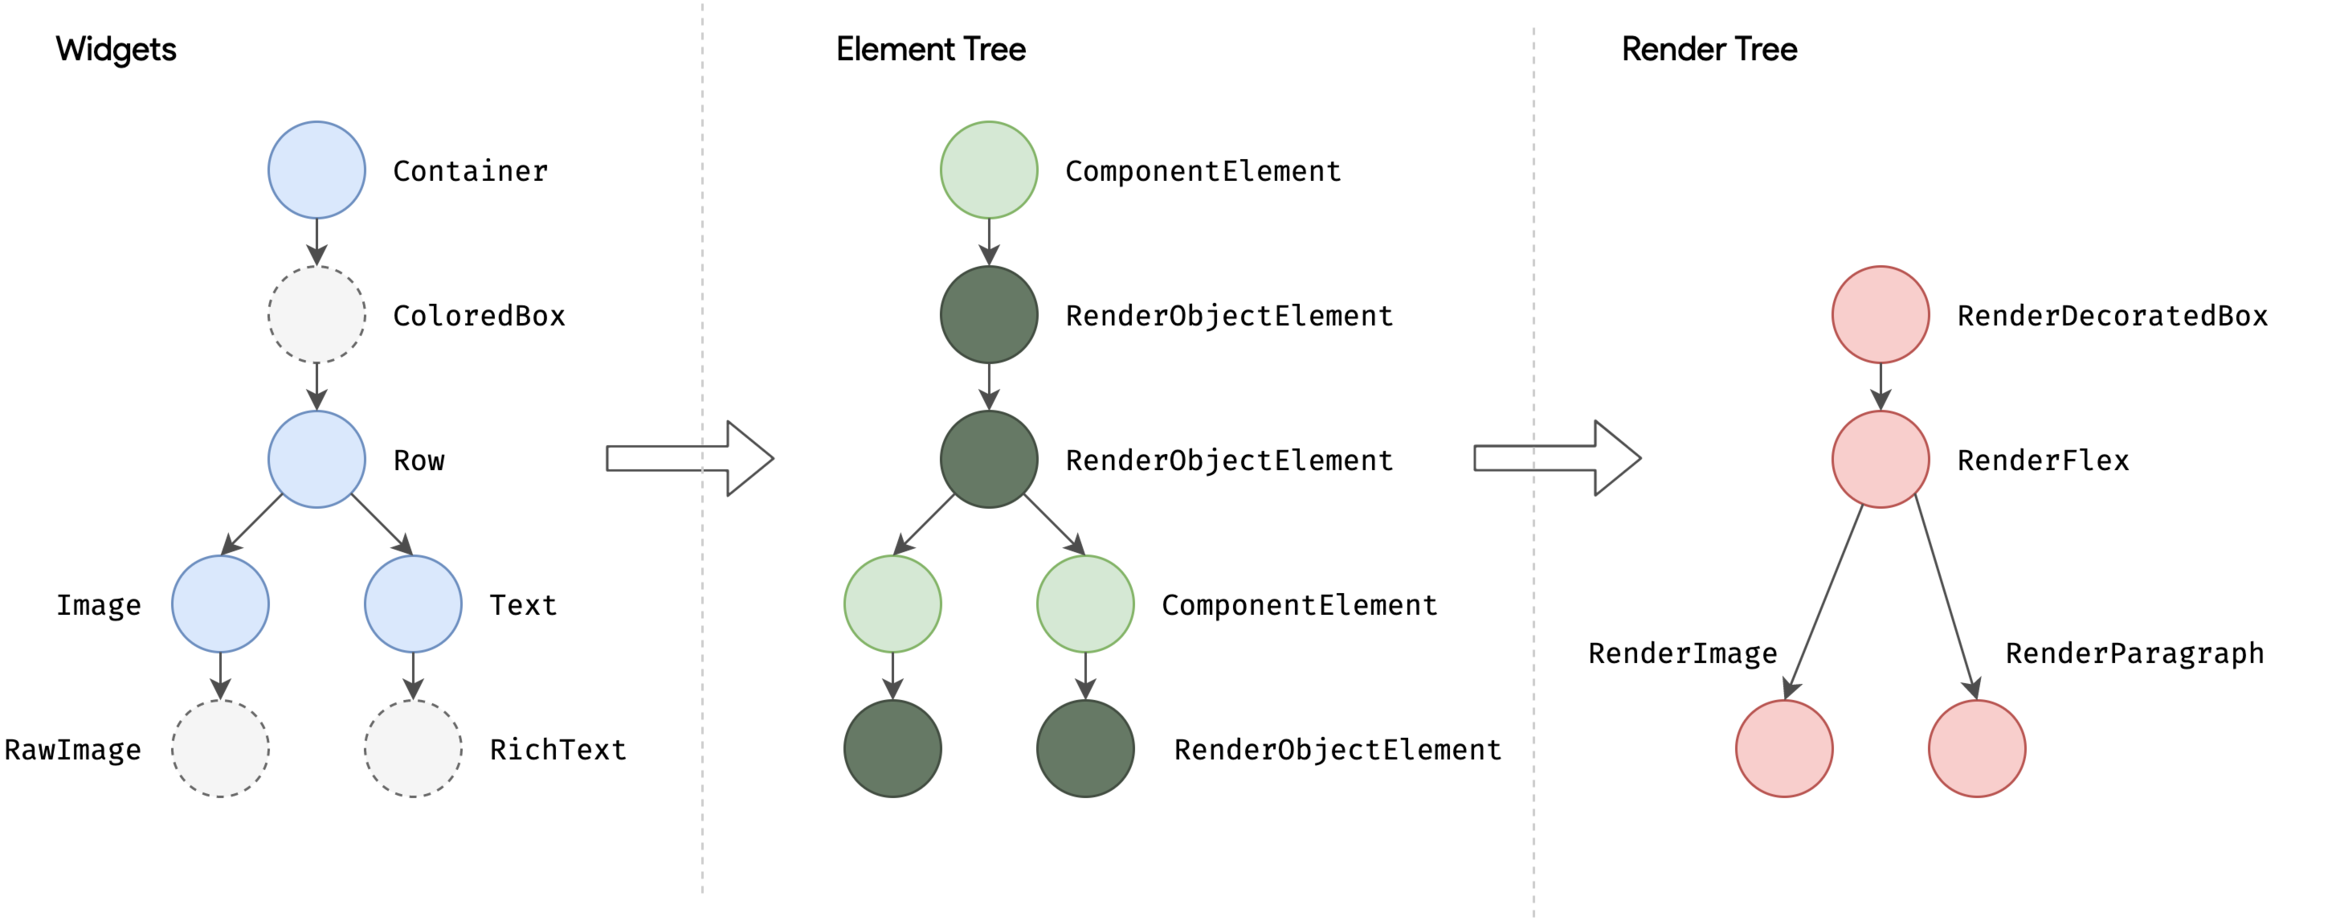 Widgets
Container
ColoredBox
Row
Image
Text
RawImage
RichText
Element Tree
ComponentElement
RenderObjectElement
RenderObjectElement
ComponentElement
RenderObjectElement
Render Tree
RenderDecoratedBox
RenderFlex
RenderImage
RenderParagraph